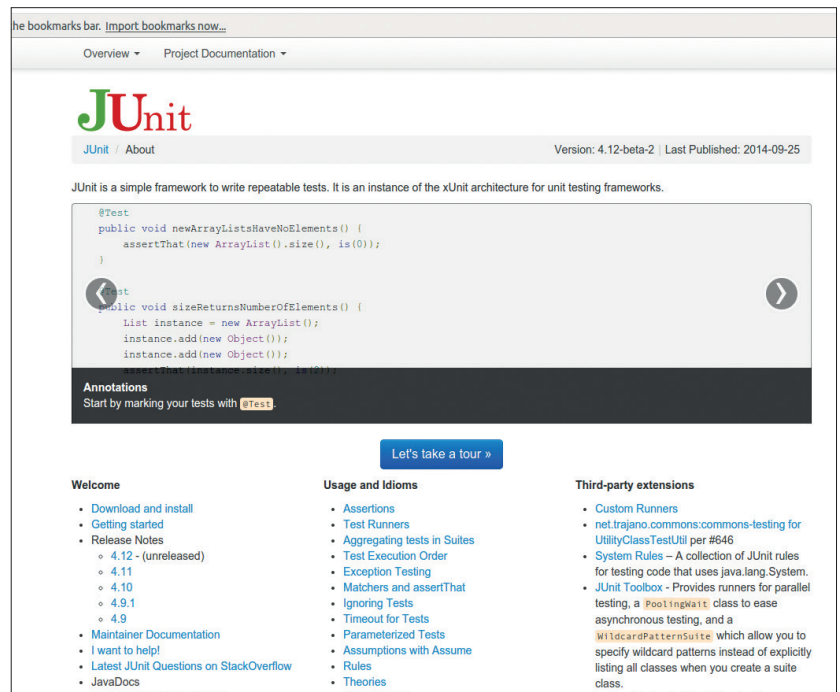 he bookmarks bar. Import bookmarks now...
Overview
Project Documentation
JUnit
JUnit / About
Version: 4.12-beta-2 | Last Published: 2014-09-25
JUnit is a simple framework to write repeatable tests. It is an instance of the xUnit architecture for unit testing frameworks.
@Test
public void newArrayListsHaveNoElements() {
assertThat(new ArrayList().size(), is(0));
}
@Test
public void sizeReturnsNumberOfElements() {
List instance = new ArrayList();
instance.add(new Object());
instance.add(new Object());
assertThat(instance.size(), is(2));
Annotations
Start by marking your tests with @Test.
Let's take a tour »
Welcome
• Download and install
• Getting started
• Release Notes
◦ 4.12 - (unreleased)
◦ 4.11
◦ 4.10
◦ 4.9.1
◦ 4.9
• Maintainer Documentation
• I want to help!
• Latest JUnit Questions on StackOverflow
• JavaDocs
Usage and Idioms
• Assertions
• Test Runners
• Aggregating tests in Suites
• Test Execution Order
• Exception Testing
• Matchers and assertThat
• Ignoring Tests
• Timeout for Tests
• Parameterized Tests
• Assumptions with Assume
• Rules
• Theories
Third-party extensions
• Custom Runners
• net.trajano.commons:commons-testing for
UtilityClassTestUtil per #646
• System Rules – A collection of JUnit rules
for testing code that uses java.lang.System.
• JUnit Toolbox - Provides runners for parallel
testing, a PoolingWait class to ease
asynchronous testing, and a
WildcardPatternSuite which allow you to
specify wildcard patterns instead of explicitly
listing all classes when you create a suite
class.